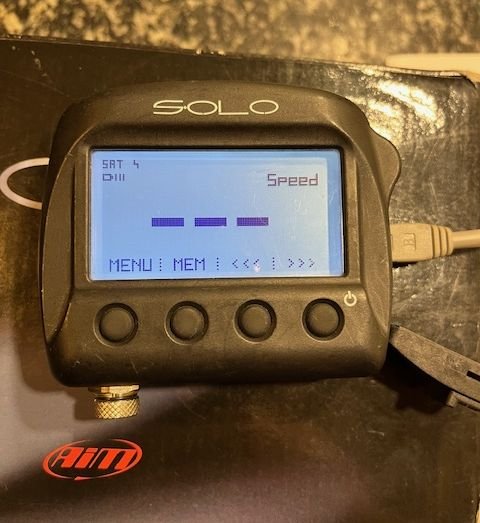 SOLO
SAT 4
Speed
MENU MEM <<< >>>
AiM